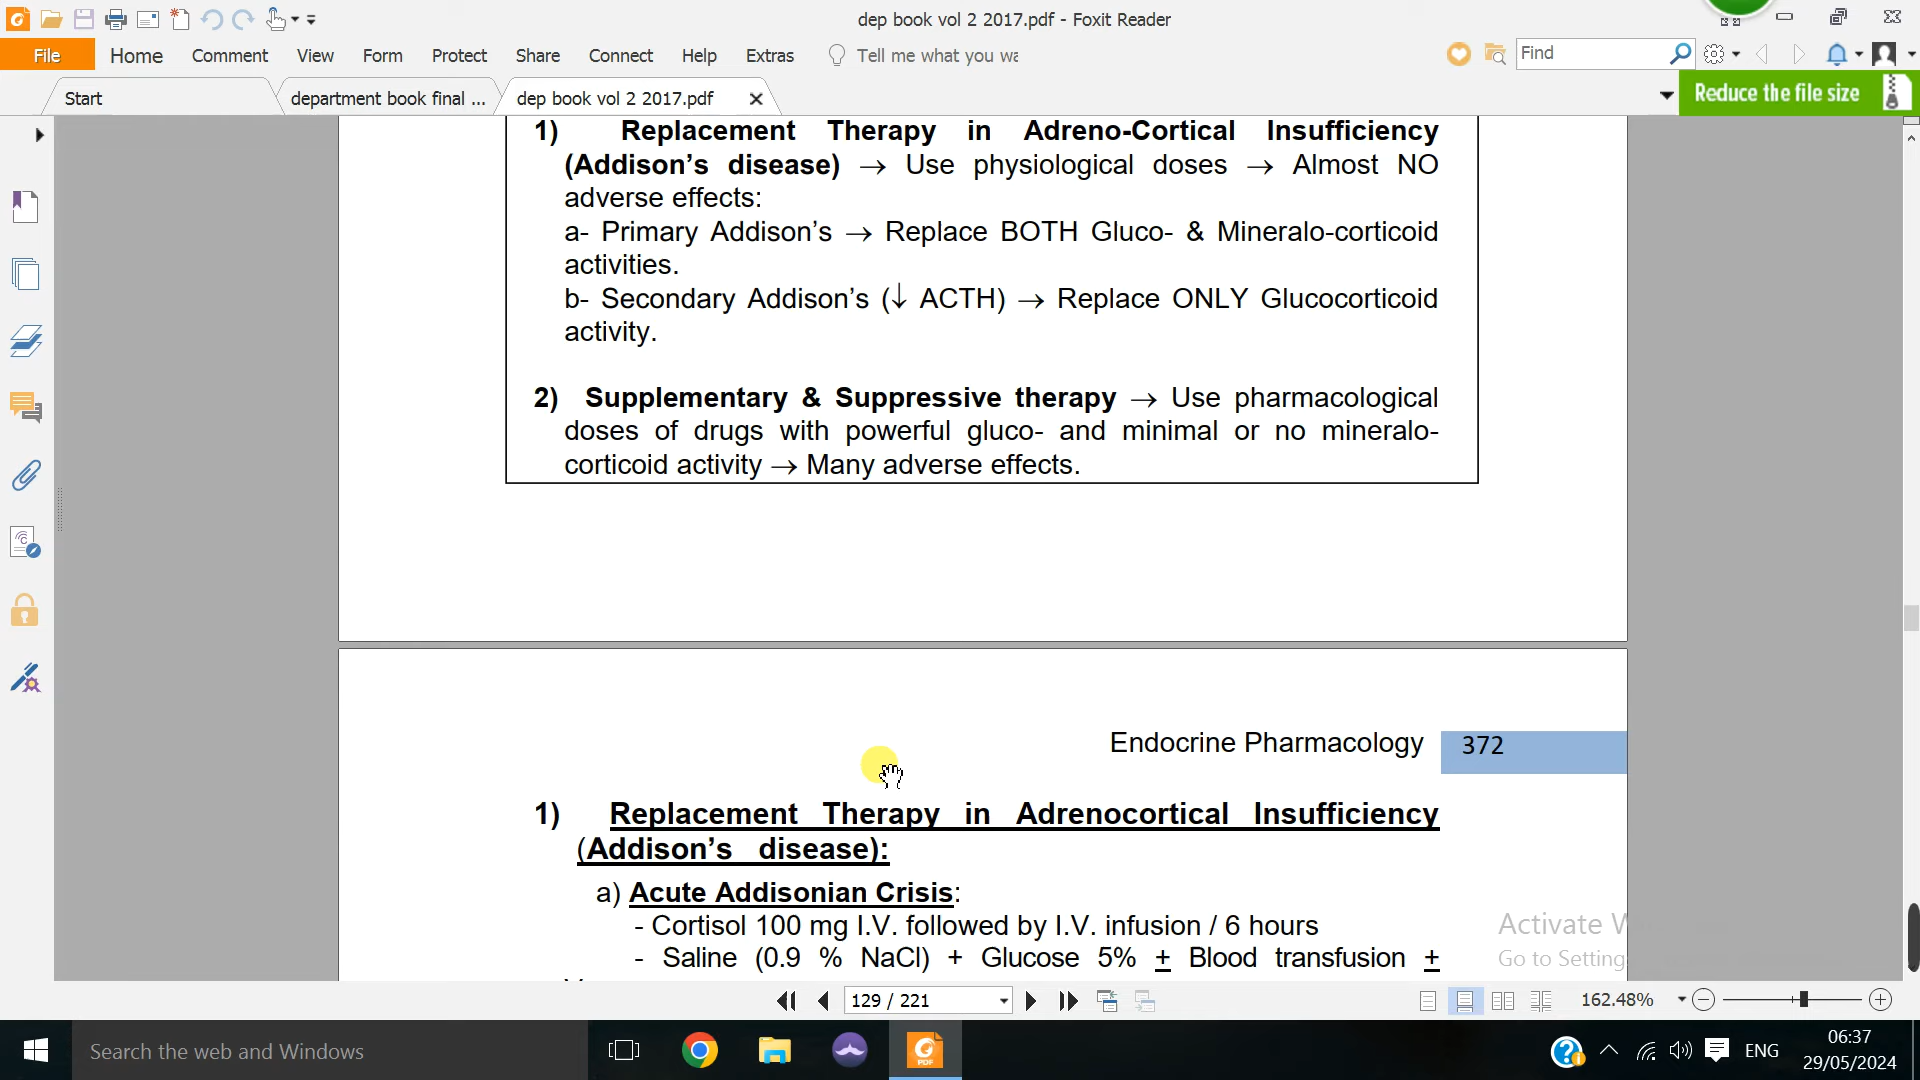 dep book vol 2 2017.pdf - Foxit Reader
File Home Comment View Form Protect Share Connect Help Extras Tell me what you wa Find
Start department book final ... dep book vol 2 2017.pdf Reduce the file size
1) Replacement Therapy in Adreno-Cortical Insufficiency
(Addison's disease) → Use physiological doses → Almost NO
adverse effects:
a- Primary Addison's → Replace BOTH Gluco- & Mineralo-corticoid
activities.
b- Secondary Addison's (↓ ACTH) → Replace ONLY Glucocorticoid
activity.
2) Supplementary & Suppressive therapy → Use pharmacological
doses of drugs with powerful gluco- and minimal or no mineralo-
corticoid activity → Many adverse effects.
Endocrine Pharmacology 372
1) Replacement Therapy in Adrenocortical Insufficiency
(Addison's disease):
a) Acute Addisonian Crisis:
- Cortisol 100 mg I.V. followed by I.V. infusion / 6 hours
- Saline (0.9 % NaCl) + Glucose 5% ± Blood transfusion ±
Activate W
Go to Setting
129 / 221 162.48%
Search the web and Windows PDF ENG 06:37
29/05/2024